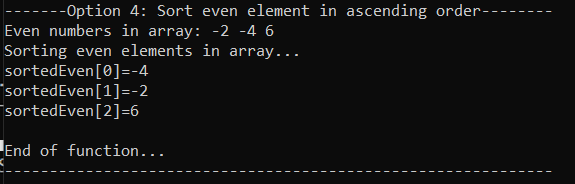 -------Option 4: Sort even element in ascending order--------
Even numbers in array: -2 -4 6
Sorting even elements in array...
sortedEven[0]=-4
sortedEven[1]=-2
sortedEven[2]=6
End of function...
--------------------------------------------------------------